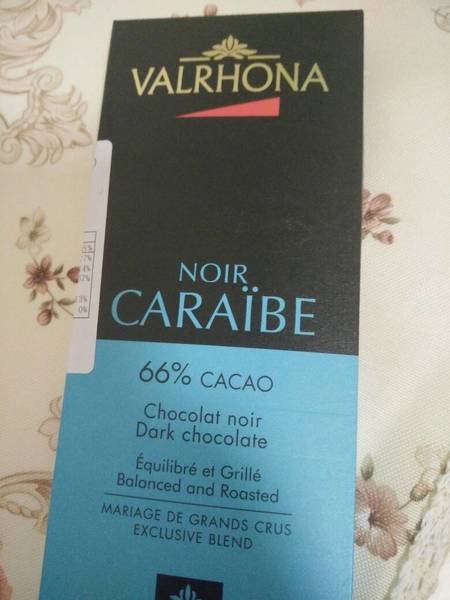 VALRHONA
NOIR
CARAÏBE
66% CACAO
Chocolat noir
Dark chocolate
Équilibré et Grillé
Balanced and Roasted
MARIAGE DE GRANDS CRUS
EXCLUSIVE BLEND